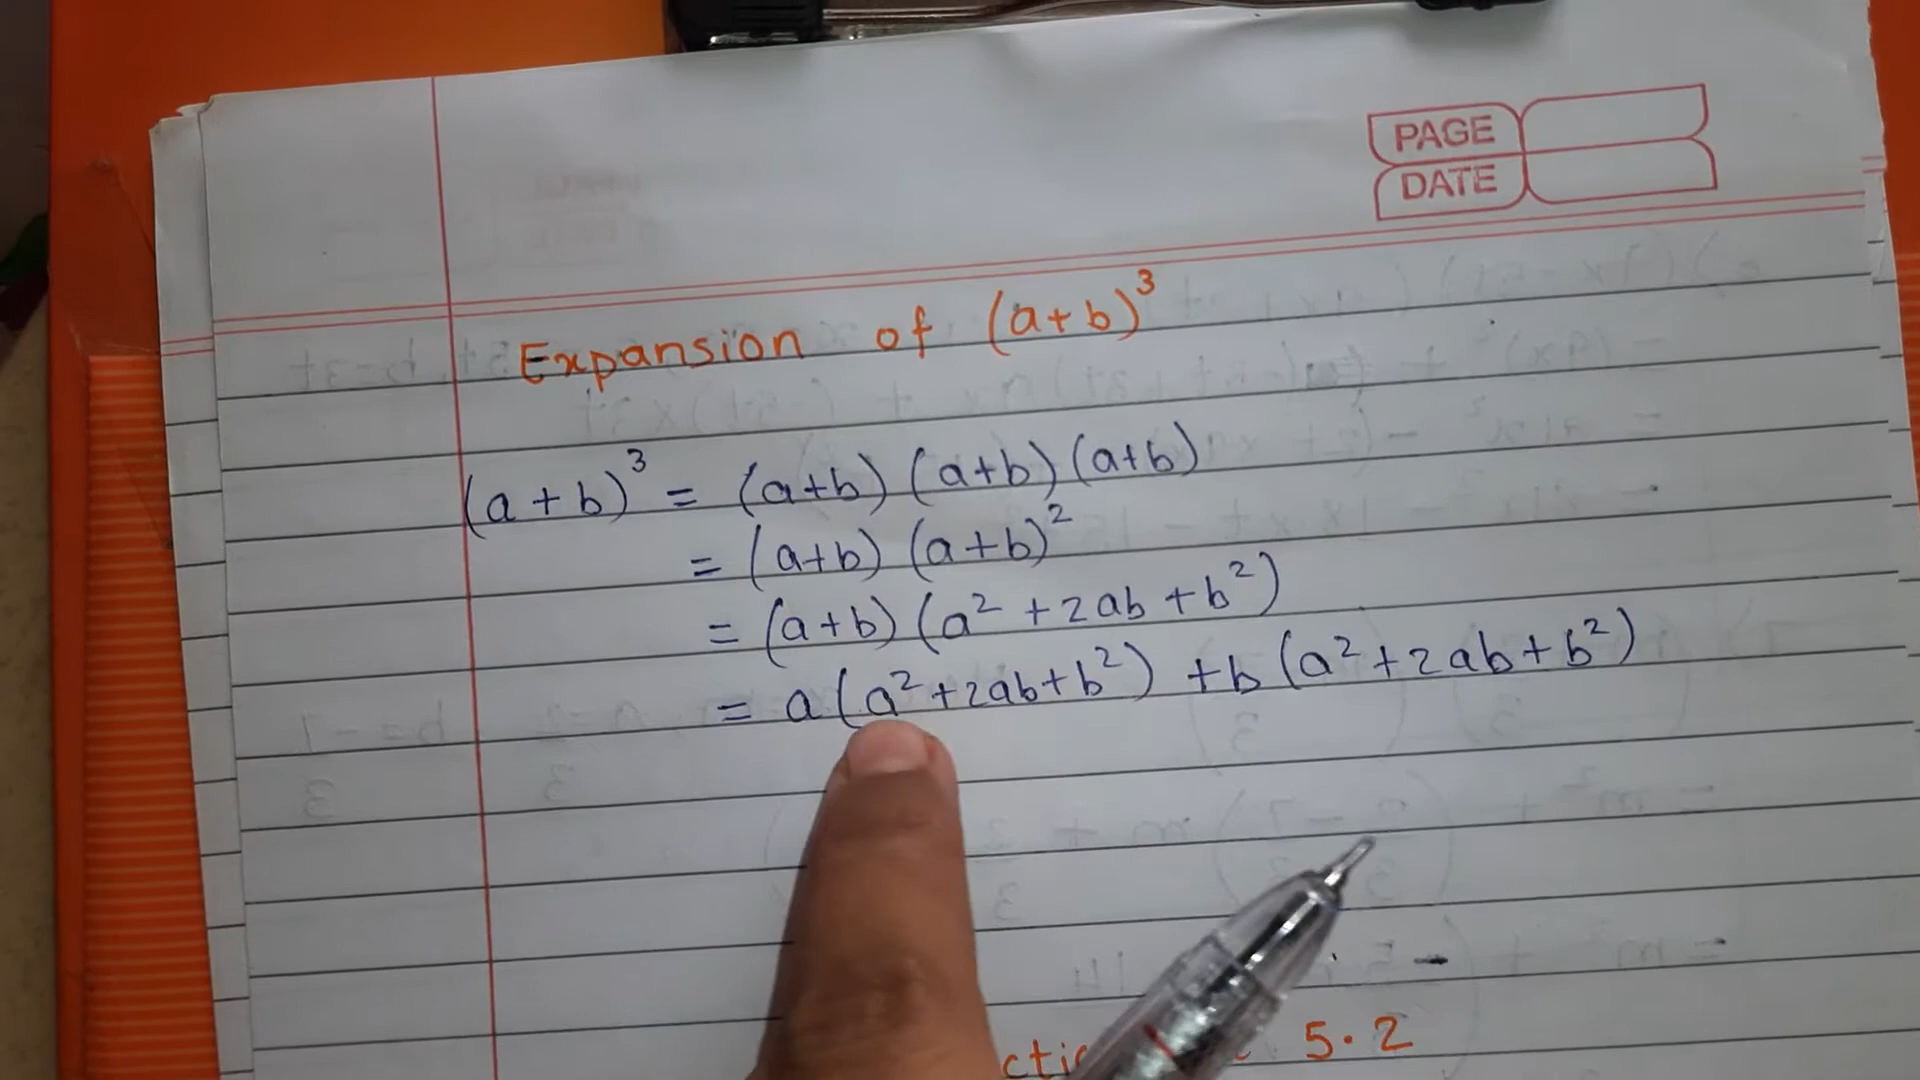 PAGE
DATE
Expansion of (a+b)³
(a+b)³ = (a+b) (a+b) (a+b)
= (a+b) (a+b)²
= (a+b) (a² + 2ab + b²)
= a (a²+2ab+b²) + b (a²+2ab+b²)
5.2